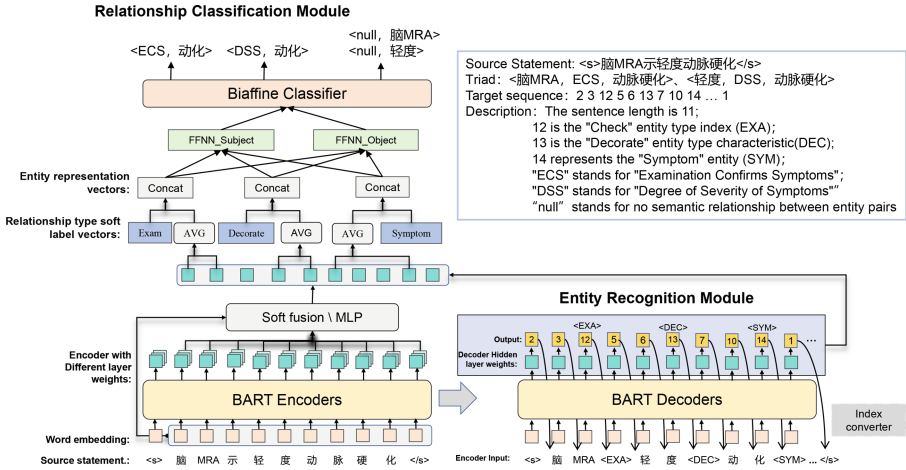 Relationship Classification Module
<ECS, 动化> <DSS, 动化> <null, 脑MRA>
<null, 轻度>
Biaffine Classifier
FFNN_Subject FFNN_Object
Entity representation
vectors:
Concat Concat Concat
Relationship type soft
label vectors:
Exam AVG Decorate AVG AVG Symptom
Soft fusion \ MLP
Encoder with
Different layer
weights:
BART Encoders
Word embedding:
Source statement.: <s> 脑 MRA 示 轻 度 动 脉 硬 化 </s>
Source Statement: <s>脑MRA示轻度动脉硬化</s>
Triad: <脑MRA, ECS, 动脉硬化>、<轻度, DSS, 动脉硬化>
Target sequence: 2 3 12 5 6 13 7 10 14 … 1
Description: The sentence length is 11;
12 is the "Check" entity type index (EXA);
13 is the "Decorate" entity type characteristic(DEC);
14 represents the "Symptom" entity (SYM);
"ECS" stands for "Examination Confirms Symptoms";
"DSS" stands for "Degree of Severity of Symptoms"“
“null” stands for no semantic relationship between entity pairs
Entity Recognition Module
<EXA> <DEC> <SYM>
Output: 2 3 12 5 6 13 7 10 14 1 ...
Decoder Hidden
layer weights:
BART Decoders
Index
converter
Encoder Input: <s> 脑 MRA <EXA> 轻 度 <DEC> 动 化 <SYM> ... </s>